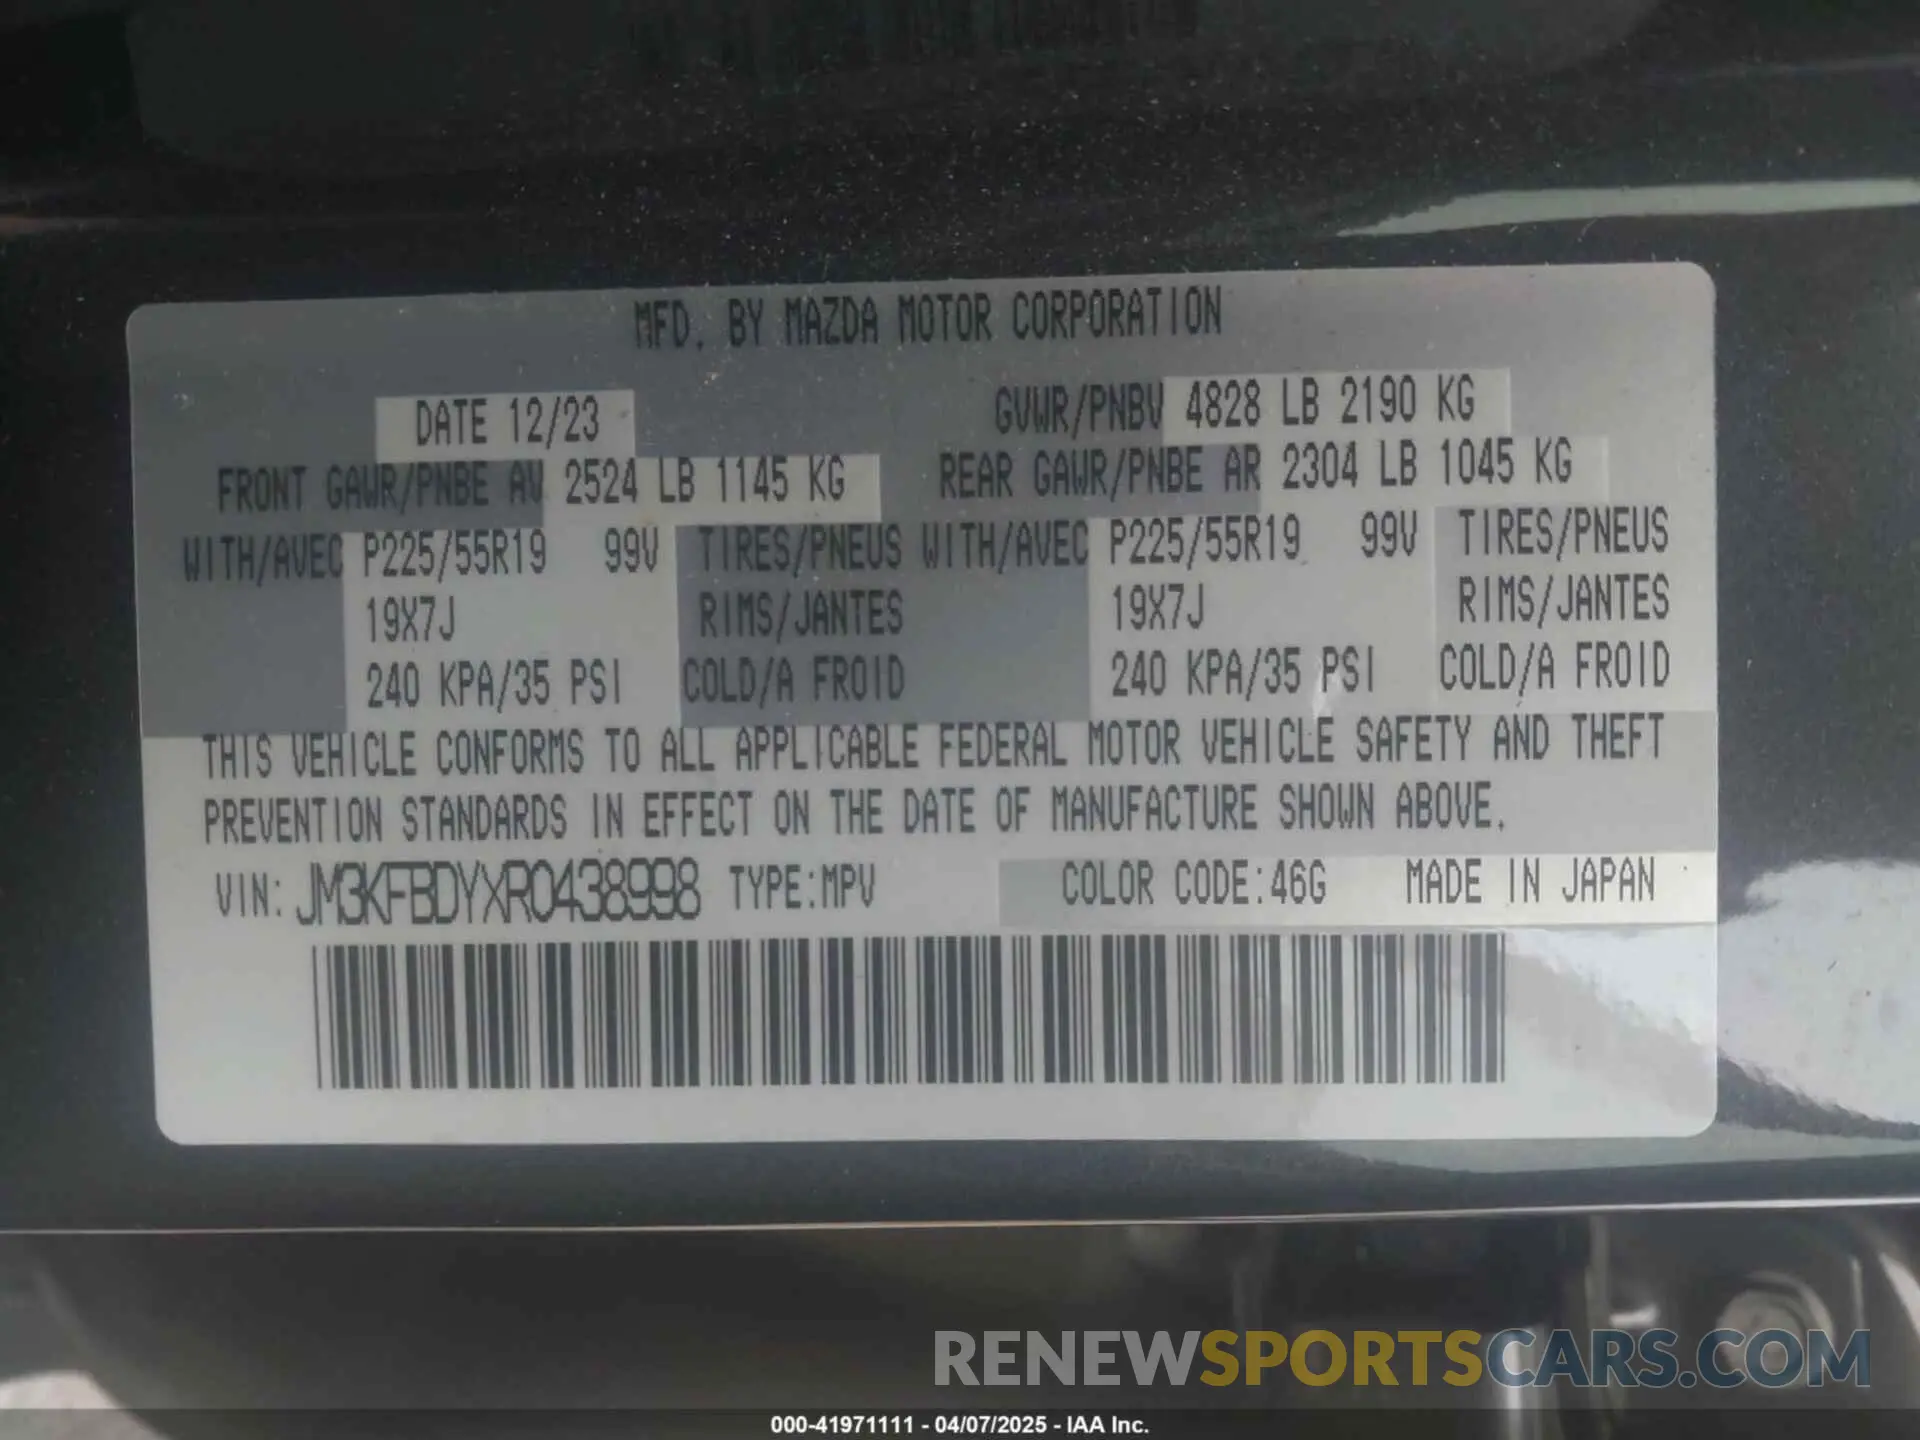 MFD. BY MAZDA MOTOR CORPORATION
DATE 12/23 GVWR/PNBV 4828 LB 2190 KG
FRONT GAWR/PNBE AV 2524 LB 1145 KG REAR GAWR/PNBE AR 2304 LB 1045 KG
WITH/AVEC P225/55R19 99V TIRES/PNEUS WITH/AVEC P225/55R19 99V TIRES/PNEUS
19X7J RIMS/JANTES 19X7J RIMS/JANTES
240 KPA/35 PSI COLD/A FROID 240 KPA/35 PSI COLD/A FROID
THIS VEHICLE CONFORMS TO ALL APPLICABLE FEDERAL MOTOR VEHICLE SAFETY AND THEFT
PREVENTION STANDARDS IN EFFECT ON THE DATE OF MANUFACTURE SHOWN ABOVE.
VIN: JM3KFBDYXR0438998 TYPE:MPV COLOR CODE:46G MADE IN JAPAN
RENEWSPORTSCARS.COM
000-41971111 - 04/07/2025 - IAA Inc.